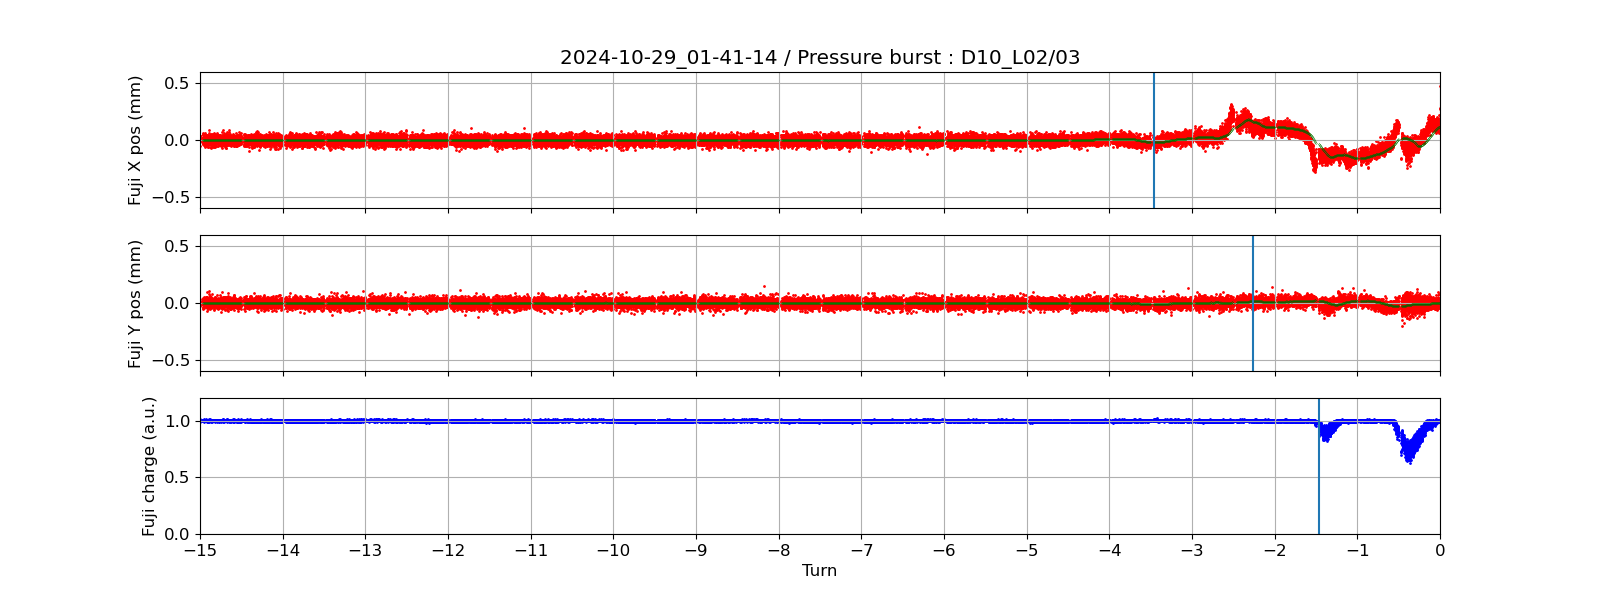 2024-10-29_01-41-14 / Pressure burst : D10_L02/03
Fuji X pos (mm)
0.5
0.0
−0.5
Fuji Y pos (mm)
0.5
0.0
−0.5
Fuji charge (a.u.)
1.0
0.5
0.0
−15 −14 −13 −12 −11 −10 −9 −8 −7 −6 −5 −4 −3 −2 −1 0
Turn